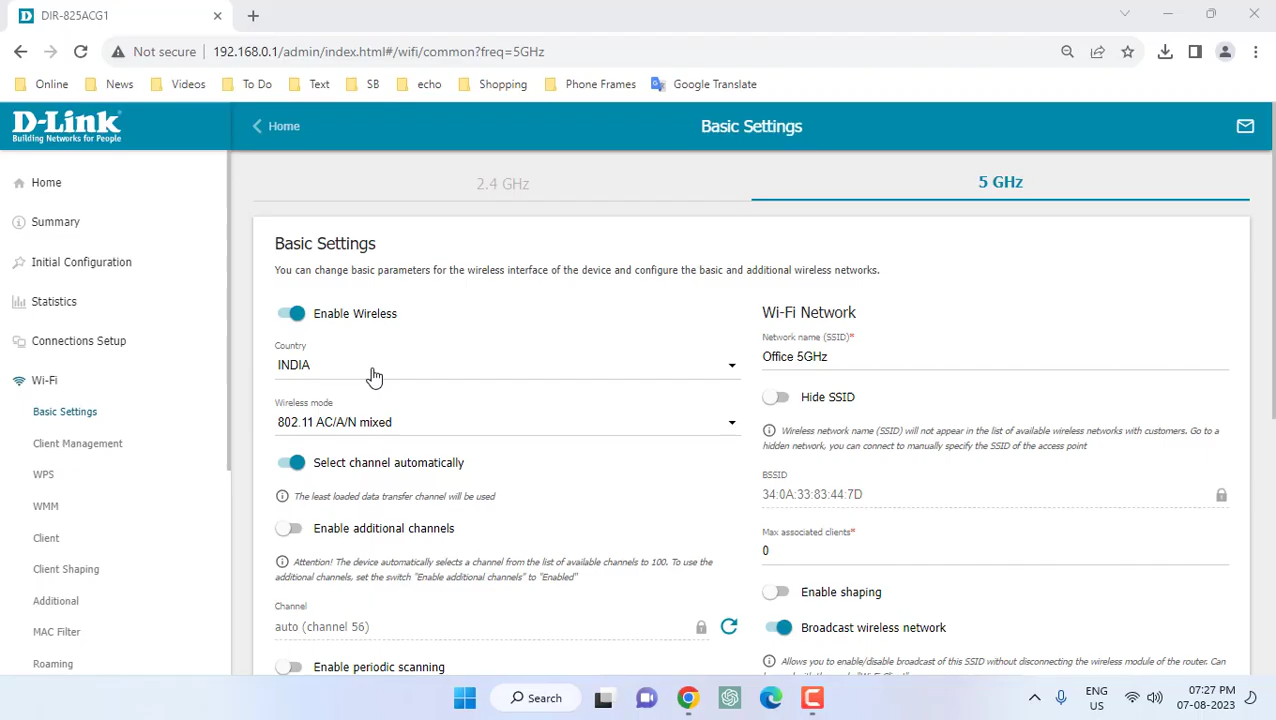 DIR-825ACG1
Not secure
192.168.0.1/admin/index.html#/wifi/common?freq=5GHz
Online
News
Videos
To Do
Text
SB
echo
Shopping
Phone Frames
Google Translate
D-Link
Building Networks for People
Home
Basic Settings
Home
Summary
Initial Configuration
Statistics
Connections Setup
Wi-Fi
Basic Settings
Client Management
WPS
WMM
Client
Client Shaping
Additional
MAC Filter
Roaming
2.4 GHz
5 GHz
Basic Settings
You can change basic parameters for the wireless interface of the device and configure the basic and additional wireless networks.
Enable Wireless
Country
INDIA
Wireless mode
802.11 AC/A/N mixed
Select channel automatically
The least loaded data transfer channel will be used
Enable additional channels
Attention! The device automatically selects a channel from the list of available channels to 100. To use the
additional channels, set the switch "Enable additional channels" to "Enabled"
Channel
auto (channel 56)
Enable periodic scanning
Wi-Fi Network
Network name (SSID)*
Office 5GHz
Hide SSID
Wireless network name (SSID) will not appear in the list of available wireless networks with customers. Go to a
hidden network, you can connect to manually specify the SSID of the access point
BSSID
34:0A:33:83:44:7D
Max associated clients*
0
Enable shaping
Broadcast wireless network
Allows you to enable/disable broadcast of this SSID without disconnecting the wireless module of the router. Can
Search
ENG
US
07:27 PM
07-08-2023